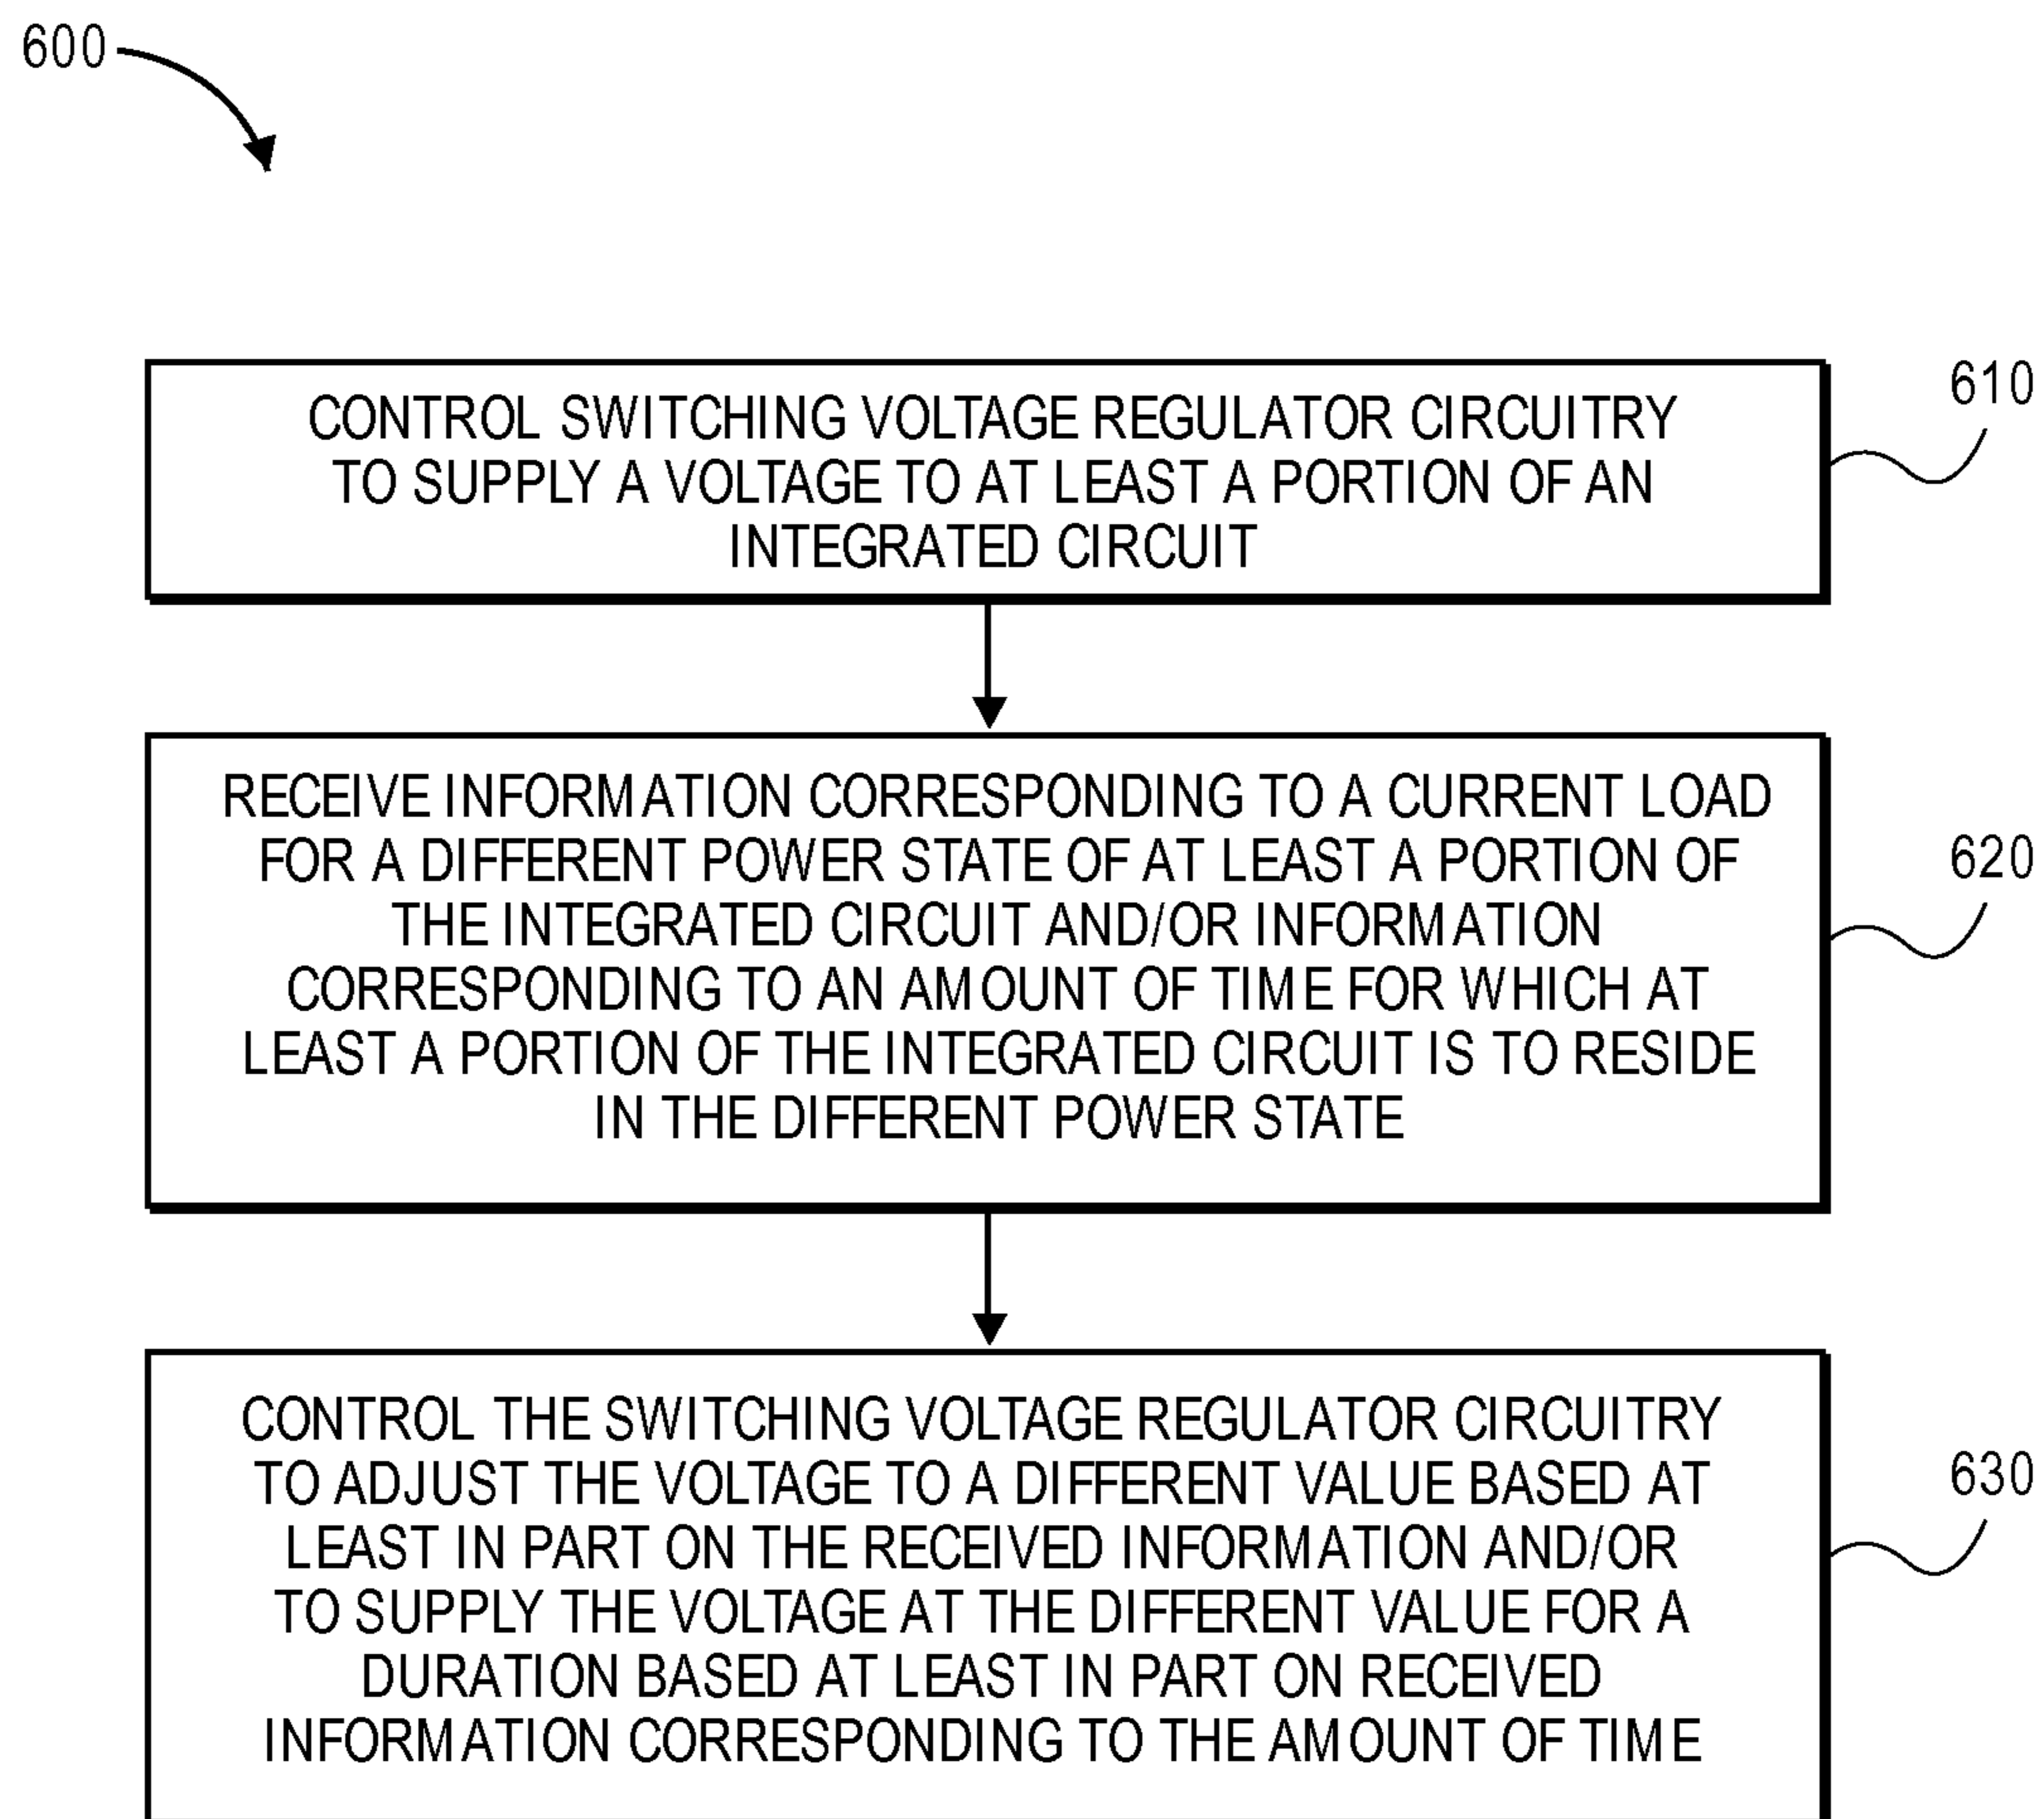 600
610
CONTROL SWITCHING VOLTAGE REGULATOR CIRCUITRY
TO SUPPLY A VOLTAGE TO AT LEAST A PORTION OF AN
INTEGRATED CIRCUIT
620
RECEIVE INFORMATION CORRESPONDING TO A CURRENT LOAD
FOR A DIFFERENT POWER STATE OF AT LEAST A PORTION OF
THE INTEGRATED CIRCUIT AND/OR INFORMATION
CORRESPONDING TO AN AMOUNT OF TIME FOR WHICH AT
LEAST A PORTION OF THE INTEGRATED CIRCUIT IS TO RESIDE
IN THE DIFFERENT POWER STATE
630
CONTROL THE SWITCHING VOLTAGE REGULATOR CIRCUITRY
TO ADJUST THE VOLTAGE TO A DIFFERENT VALUE BASED AT
LEAST IN PART ON THE RECEIVED INFORMATION AND/OR
TO SUPPLY THE VOLTAGE AT THE DIFFERENT VALUE FOR A
DURATION BASED AT LEAST IN PART ON RECEIVED
INFORMATION CORRESPONDING TO THE AMOUNT OF TIME